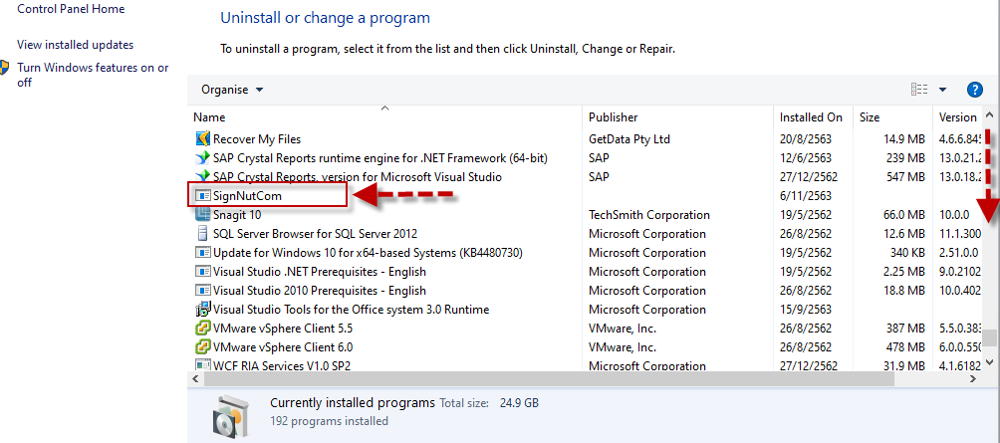 Control Panel Home
View installed updates
Turn Windows features on or
off
Uninstall or change a program
To uninstall a program, select it from the list and then click Uninstall, Change or Repair.
Organise
Name Publisher Installed On Size Version
Recover My Files GetData Pty Ltd 20/8/2563 14.9 MB 4.6.6.845
SAP Crystal Reports runtime engine for .NET Framework (64-bit) SAP 12/6/2563 239 MB 13.0.21.2
SAP Crystal Reports, version for Microsoft Visual Studio SAP 27/12/2562 547 MB 13.0.18.2
SignNutCom 6/11/2563
Snagit 10 TechSmith Corporation 19/5/2562 66.0 MB 10.0.0
SQL Server Browser for SQL Server 2012 Microsoft Corporation 26/8/2562 12.6 MB 11.1.300
Update for Windows 10 for x64-based Systems (KB4480730) Microsoft Corporation 19/5/2562 340 KB 2.51.0.0
Visual Studio .NET Prerequisites - English Microsoft Corporation 19/5/2562 2.25 MB 9.0.2102
Visual Studio 2010 Prerequisites - English Microsoft Corporation 26/8/2562 18.8 MB 10.0.402
Visual Studio Tools for the Office system 3.0 Runtime Microsoft Corporation 15/9/2563
VMware vSphere Client 5.5 VMware, Inc. 26/8/2562 387 MB 5.5.0.383
VMware vSphere Client 6.0 VMware, Inc. 26/8/2562 478 MB 6.0.0.550
WCF RIA Services V1.0 SP2 Microsoft Corporation 27/12/2562 31.9 MB 4.1.6182
Currently installed programs Total size: 24.9 GB
192 programs installed